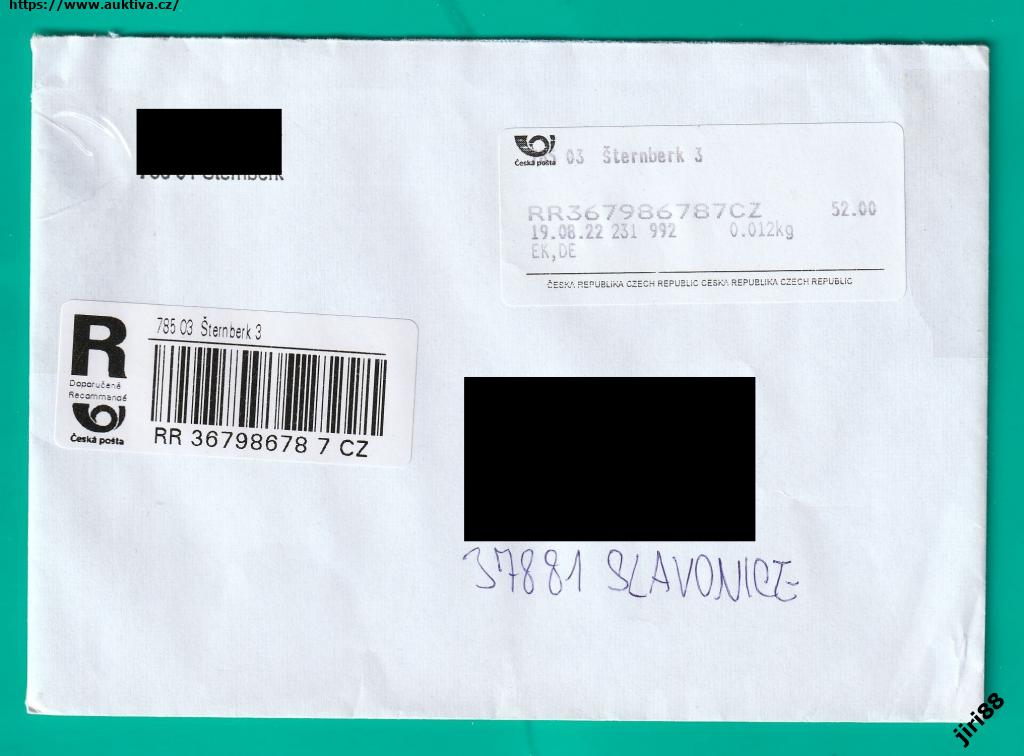 https://www.auktiva.cz/
Šternberk
Česká pošta
03 Šternberk 3
RR367986787CZ 52.00
19.08.22 231 992 0.012kg
EK,DE
ČESKÁ REPUBLIKA CZECH REPUBLIC ČESKÁ REPUBLIKA CZECH REPUBLIC
R
785 03 Šternberk 3
Doporučeně
Recommandé
Česká pošta
RR 36798678 7 CZ
37881 SLAVONICE
jiri88